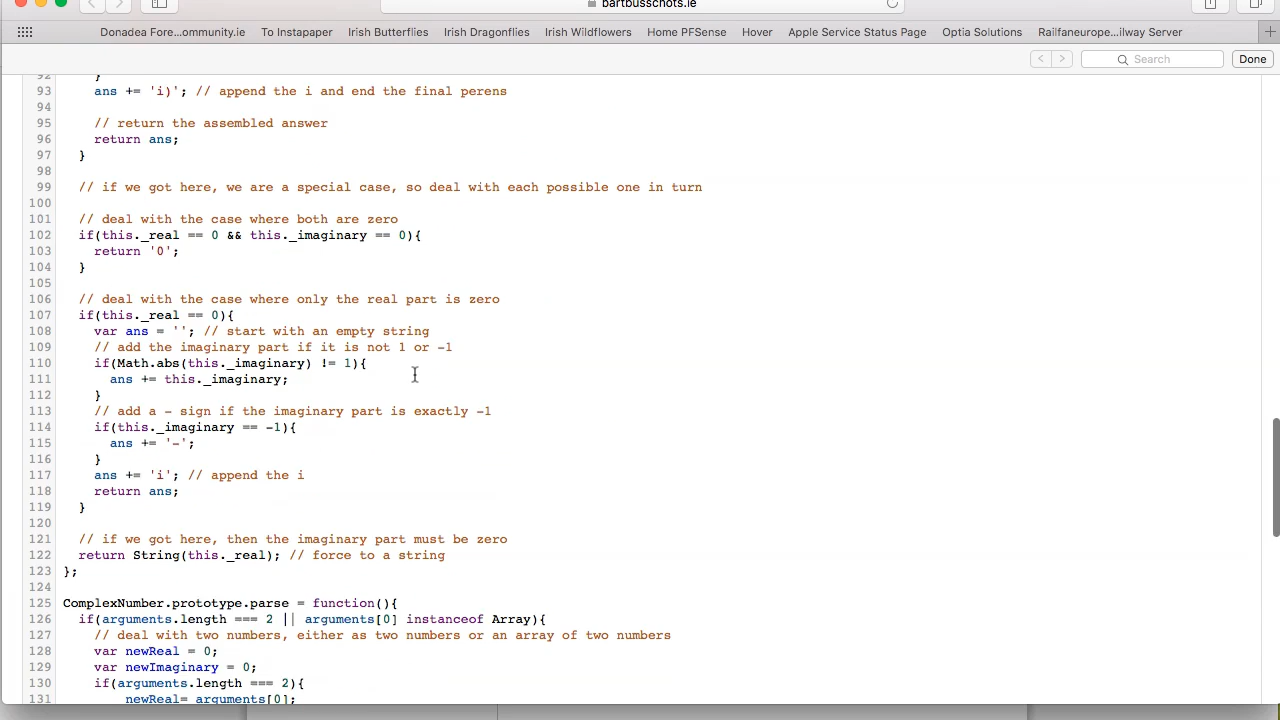 bartbusschots.ie
Donadea Fore...ommunity.ie To Instapaper Irish Butterflies Irish Dragonflies Irish Wildflowers Home PFSense Hover Apple Service Status Page Optia Solutions Railfaneurope...ilway Server
Search Done
92 }
93 ans += 'i)'; // append the i and end the final perens
94
95 // return the assembled answer
96 return ans;
97 }
98
99 // if we got here, we are a special case, so deal with each possible one in turn
100
101 // deal with the case where both are zero
102 if(this._real == 0 && this._imaginary == 0){
103 return '0';
104 }
105
106 // deal with the case where only the real part is zero
107 if(this._real == 0){
108 var ans = ''; // start with an empty string
109 // add the imaginary part if it is not 1 or -1
110 if(Math.abs(this._imaginary) != 1){
111 ans += this._imaginary;
112 }
113 // add a - sign if the imaginary part is exactly -1
114 if(this._imaginary == -1){
115 ans += '-';
116 }
117 ans += 'i'; // append the i
118 return ans;
119 }
120
121 // if we got here, then the imaginary part must be zero
122 return String(this._real); // force to a string
123 };
124
125 ComplexNumber.prototype.parse = function(){
126 if(arguments.length === 2 || arguments[0] instanceof Array){
127 // deal with two numbers, either as two numbers or an array of two numbers
128 var newReal = 0;
129 var newImaginary = 0;
130 if(arguments.length === 2){
131 newReal= arguments[0];